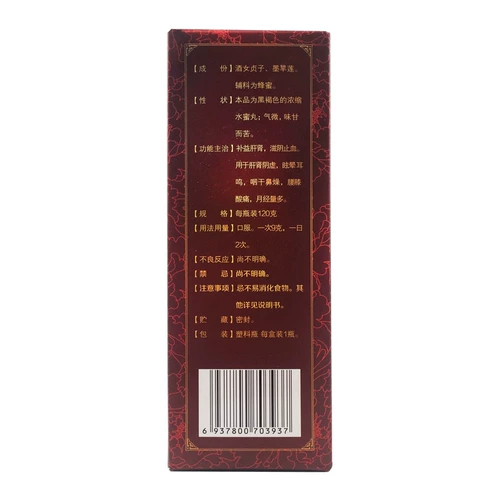 【成　份】酒女贞子、墨旱莲。
辅料为蜂蜜。
【性　状】本品为黑褐色的浓缩
水蜜丸；气微，味甘
而苦。
【功能主治】补益肝肾，滋阴止血。
用于肝肾阴虚，眩晕耳
鸣，咽干鼻燥，腰膝
酸痛，月经量多。
【规　格】每瓶装120克
【用法用量】口服。一次9克，一日
2次。
【不良反应】尚不明确。
【禁　忌】尚不明确。
【注意事项】忌不易消化食物。其
他详见说明书。
【贮　藏】密封。
【包　装】塑料瓶 每盒装1瓶。
6 937800 703937